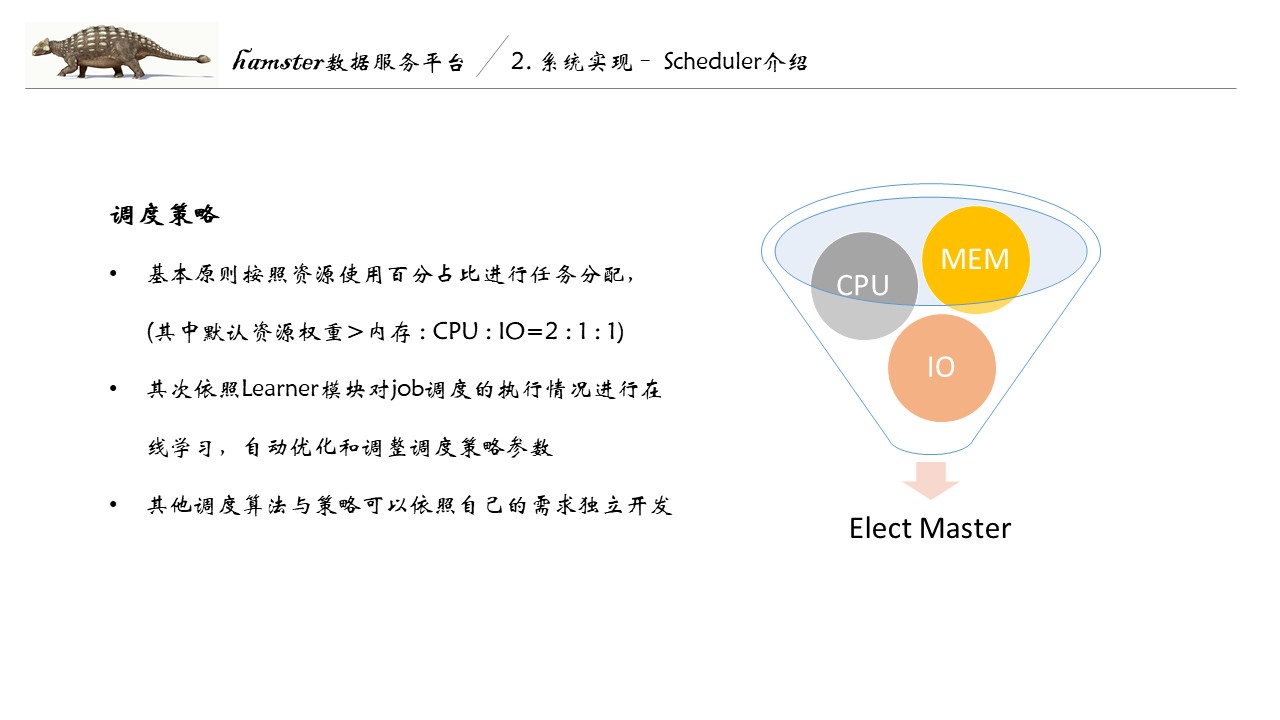 hamster数据服务平台 2. 系统实现– Scheduler介绍
调度策略
• 基本原则按照资源使用百分占比进行任务分配，
(其中默认资源权重＞内存 : CPU : IO=2 : 1 : 1)
• 其次依照Learner模块对job调度的执行情况进行在
线学习，自动优化和调整调度策略参数
• 其他调度算法与策略可以依照自己的需求独立开发
MEM
CPU
IO
Elect Master